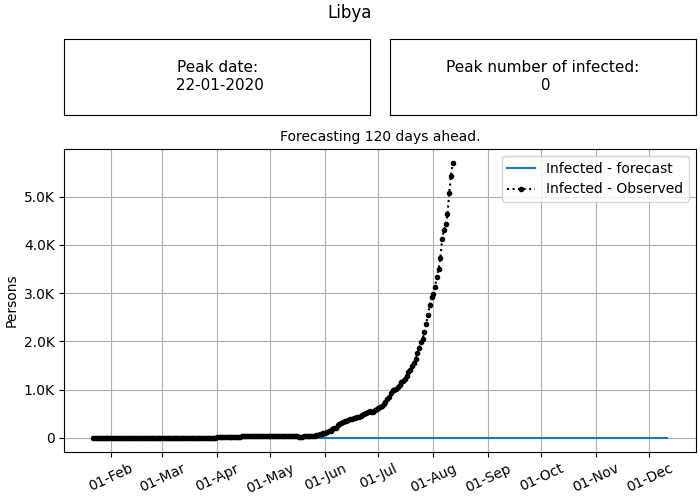 Libya
Peak date:
22-01-2020
Peak number of infected:
0
Forecasting 120 days ahead.
Infected - forecast
Infected - Observed
Persons
5.0K
4.0K
3.0K
2.0K
1.0K
0
01-Feb
01-Mar
01-Apr
01-May
01-Jun
01-Jul
01-Aug
01-Sep
01-Oct
01-Nov
01-Dec